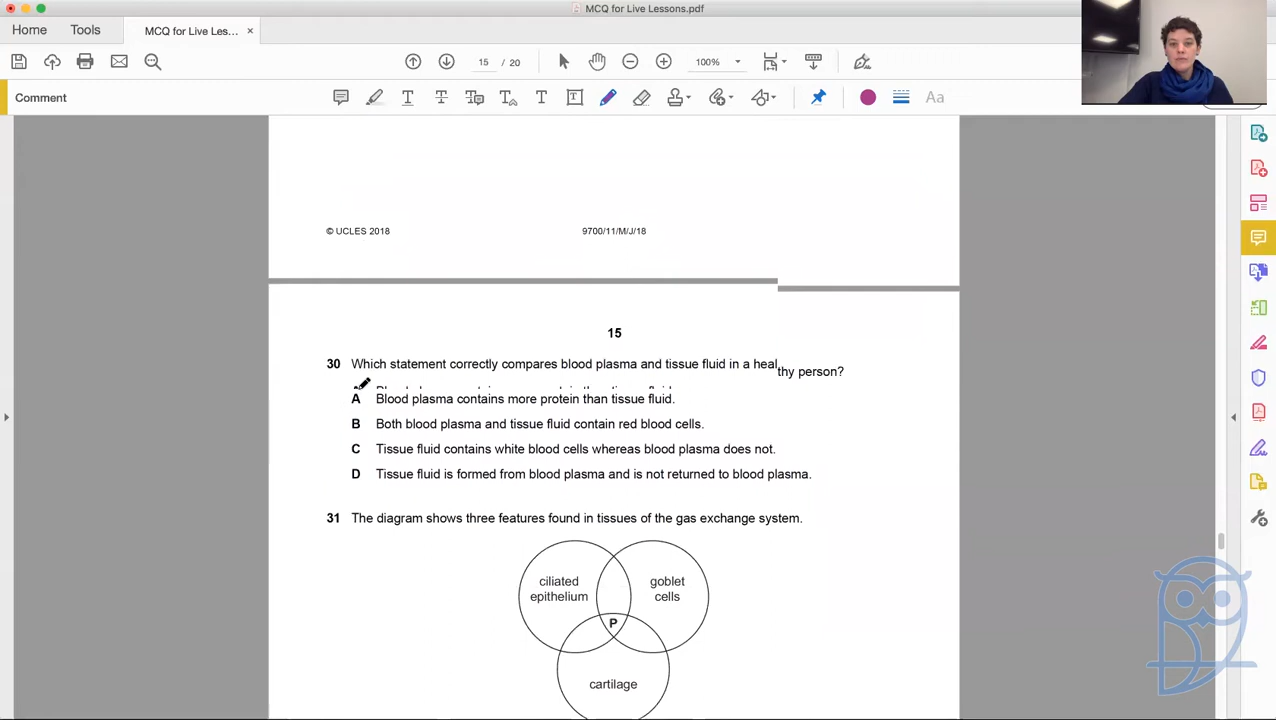 MCQ for Live Lessons.pdf
Home Tools MCQ for Live Les... ×
15 / 20 100%
Comment Aa
© UCLES 2018 9700/11/M/J/18
15
30 Which statement correctly compares blood plasma and tissue fluid in a healthy person?
A Blood plasma contains more protein than tissue fluid.
B Both blood plasma and tissue fluid contain red blood cells.
C Tissue fluid contains white blood cells whereas blood plasma does not.
D Tissue fluid is formed from blood plasma and is not returned to blood plasma.
31 The diagram shows three features found in tissues of the gas exchange system.
ciliated
epithelium
goblet
cells
P
cartilage